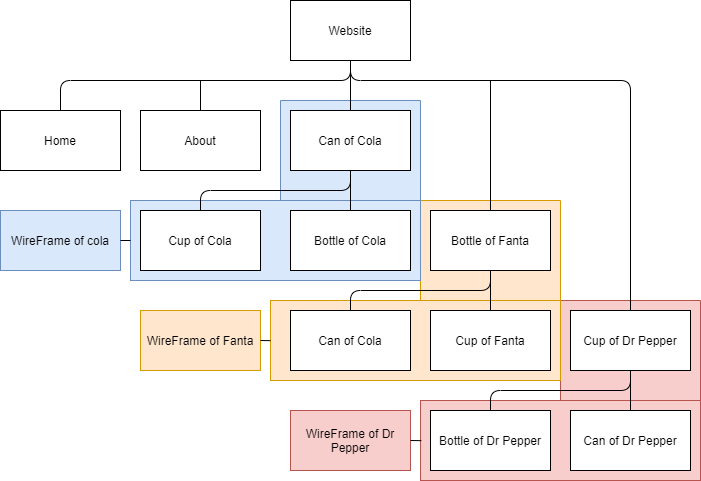 Website
Home
About
Can of Cola
WireFrame of cola
Cup of Cola
Bottle of Cola
Bottle of Fanta
WireFrame of Fanta
Can of Cola
Cup of Fanta
Cup of Dr Pepper
WireFrame of Dr
Pepper
Bottle of Dr Pepper
Can of Dr Pepper